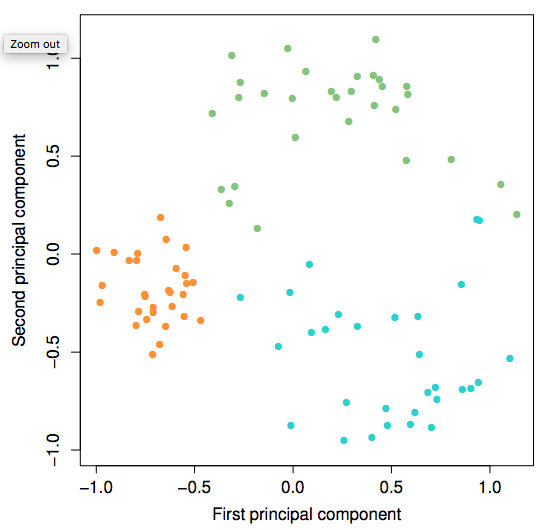 Zoom out
1.0
0.5
0.0
−0.5
−1.0
Second principal component
−1.0 −0.5 0.0 0.5 1.0
First principal component